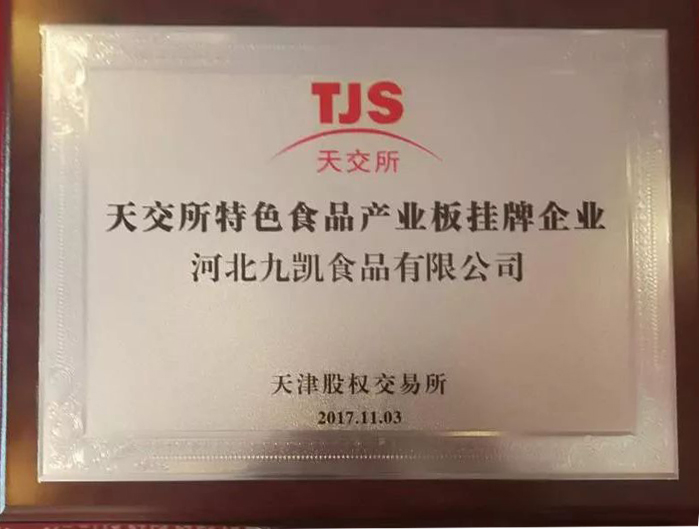 TJS
天交所
天交所特色食品产业板挂牌企业
河北九凯食品有限公司
天津股权交易所
2017.11.03